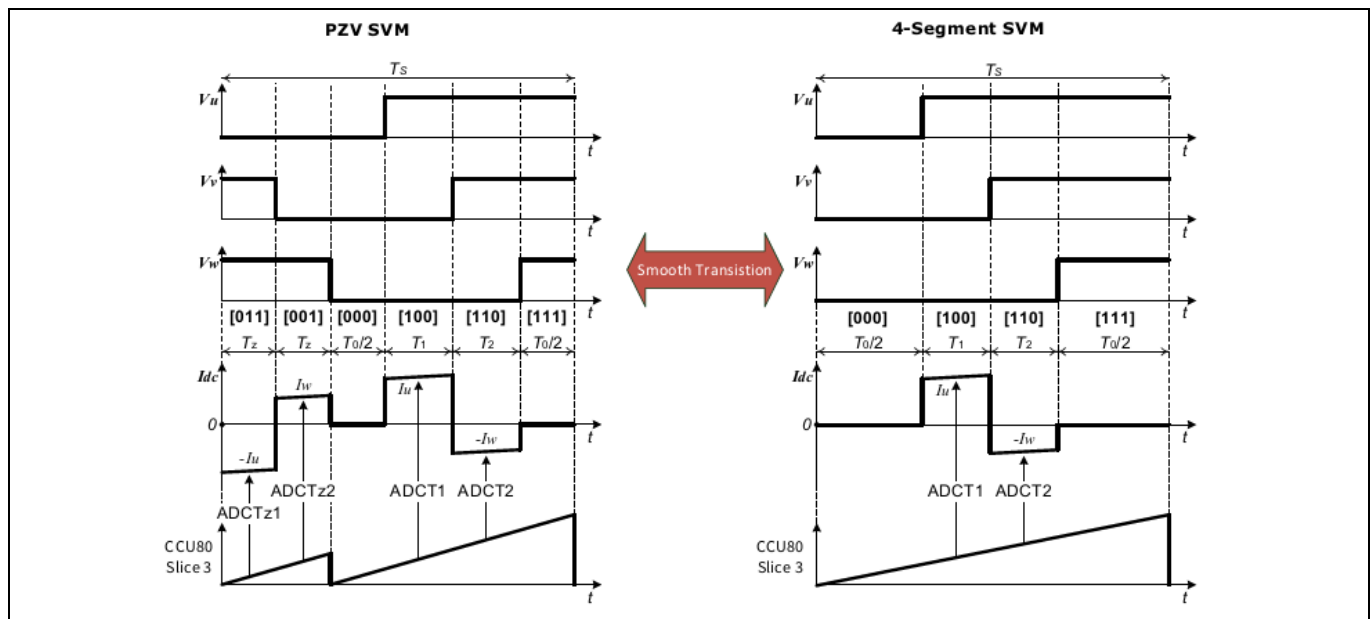 PZV SVM
Ts
Vu
t
Vv
t
Vw
t
[011] [001] [000] [100] [110] [111]
Tz Tz T0/2 T1 T2 T0/2
Idc
Iu
Iw
0
-Iu
-Iw
t
ADCTz1
ADCTz2
ADCT1
ADCT2
CCU80
Slice 3
t
Smooth Transistion
4-Segment SVM
Ts
Vu
t
Vv
t
Vw
t
[000] [100] [110] [111]
T0/2 T1 T2 T0/2
Idc
Iu
0
-Iw
t
ADCT1
ADCT2
CCU80
Slice 3
t